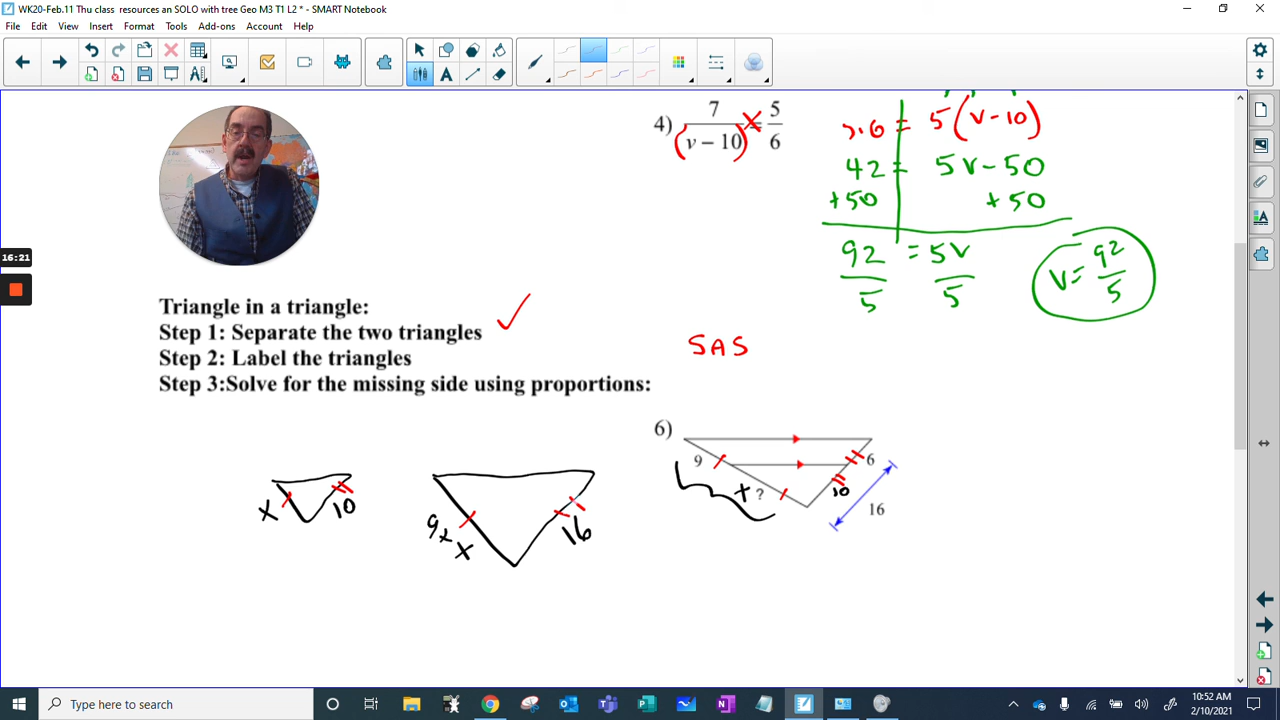 WK20-Feb.11 Thu class resources an SOLO with tree Geo M3 T1 L2 * - SMART Notebook
File Edit View Insert Format Tools Add-ons Account Help
4) 7 / (v − 10) = 5 / 6
7.6 = 5(v-10)
42 = 5v-50
+50 +50
92 = 5v
5 5
v = 92/5
16:21
Triangle in a triangle:
Step 1: Separate the two triangles
Step 2: Label the triangles
Step 3:Solve for the missing side using proportions:
SAS
6)
9 6
x ? 10
16
x 10
9+x 16
Type here to search
10:52 AM
2/10/2021